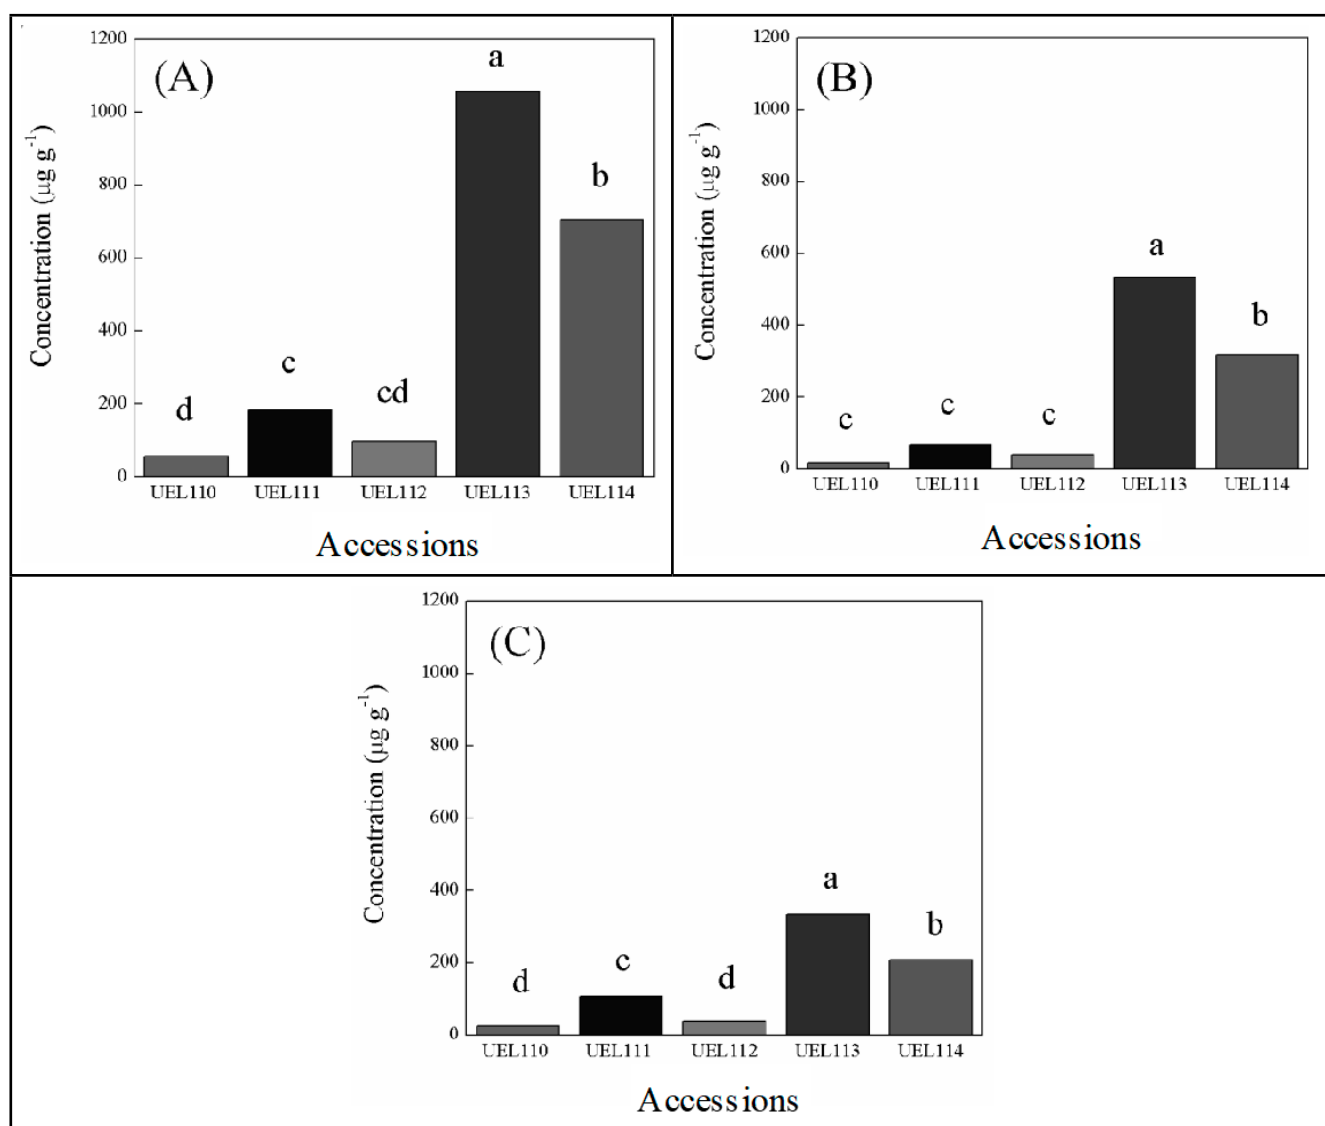 (A)
Concentration (µg g⁻¹)
1200
1000
800
600
400
200
0
d
c
cd
a
b
UEL110 UEL111 UEL112 UEL113 UEL114
Accessions
(B)
Concentration (µg g⁻¹)
1200
1000
800
600
400
200
0
c
c
c
a
b
UEL110 UEL111 UEL112 UEL113 UEL114
Accessions
(C)
Concentration (µg g⁻¹)
1200
1000
800
600
400
200
0
d
c
d
a
b
UEL110 UEL111 UEL112 UEL113 UEL114
Accessions